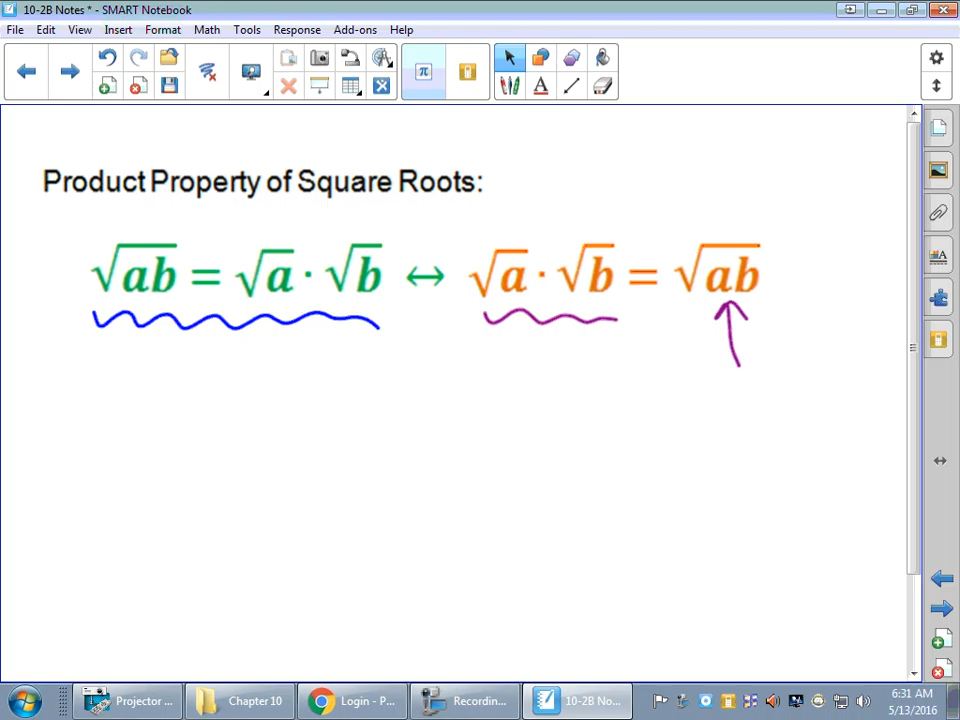 10-2B Notes * - SMART Notebook
File Edit View Insert Format Math Tools Response Add-ons Help
π
A
Product Property of Square Roots:
√ab = √a · √b ↔ √a · √b = √ab
A
Projector ... Chapter 10 Login - P... Recordin... 10-2B No...
6:31 AM
5/13/2016